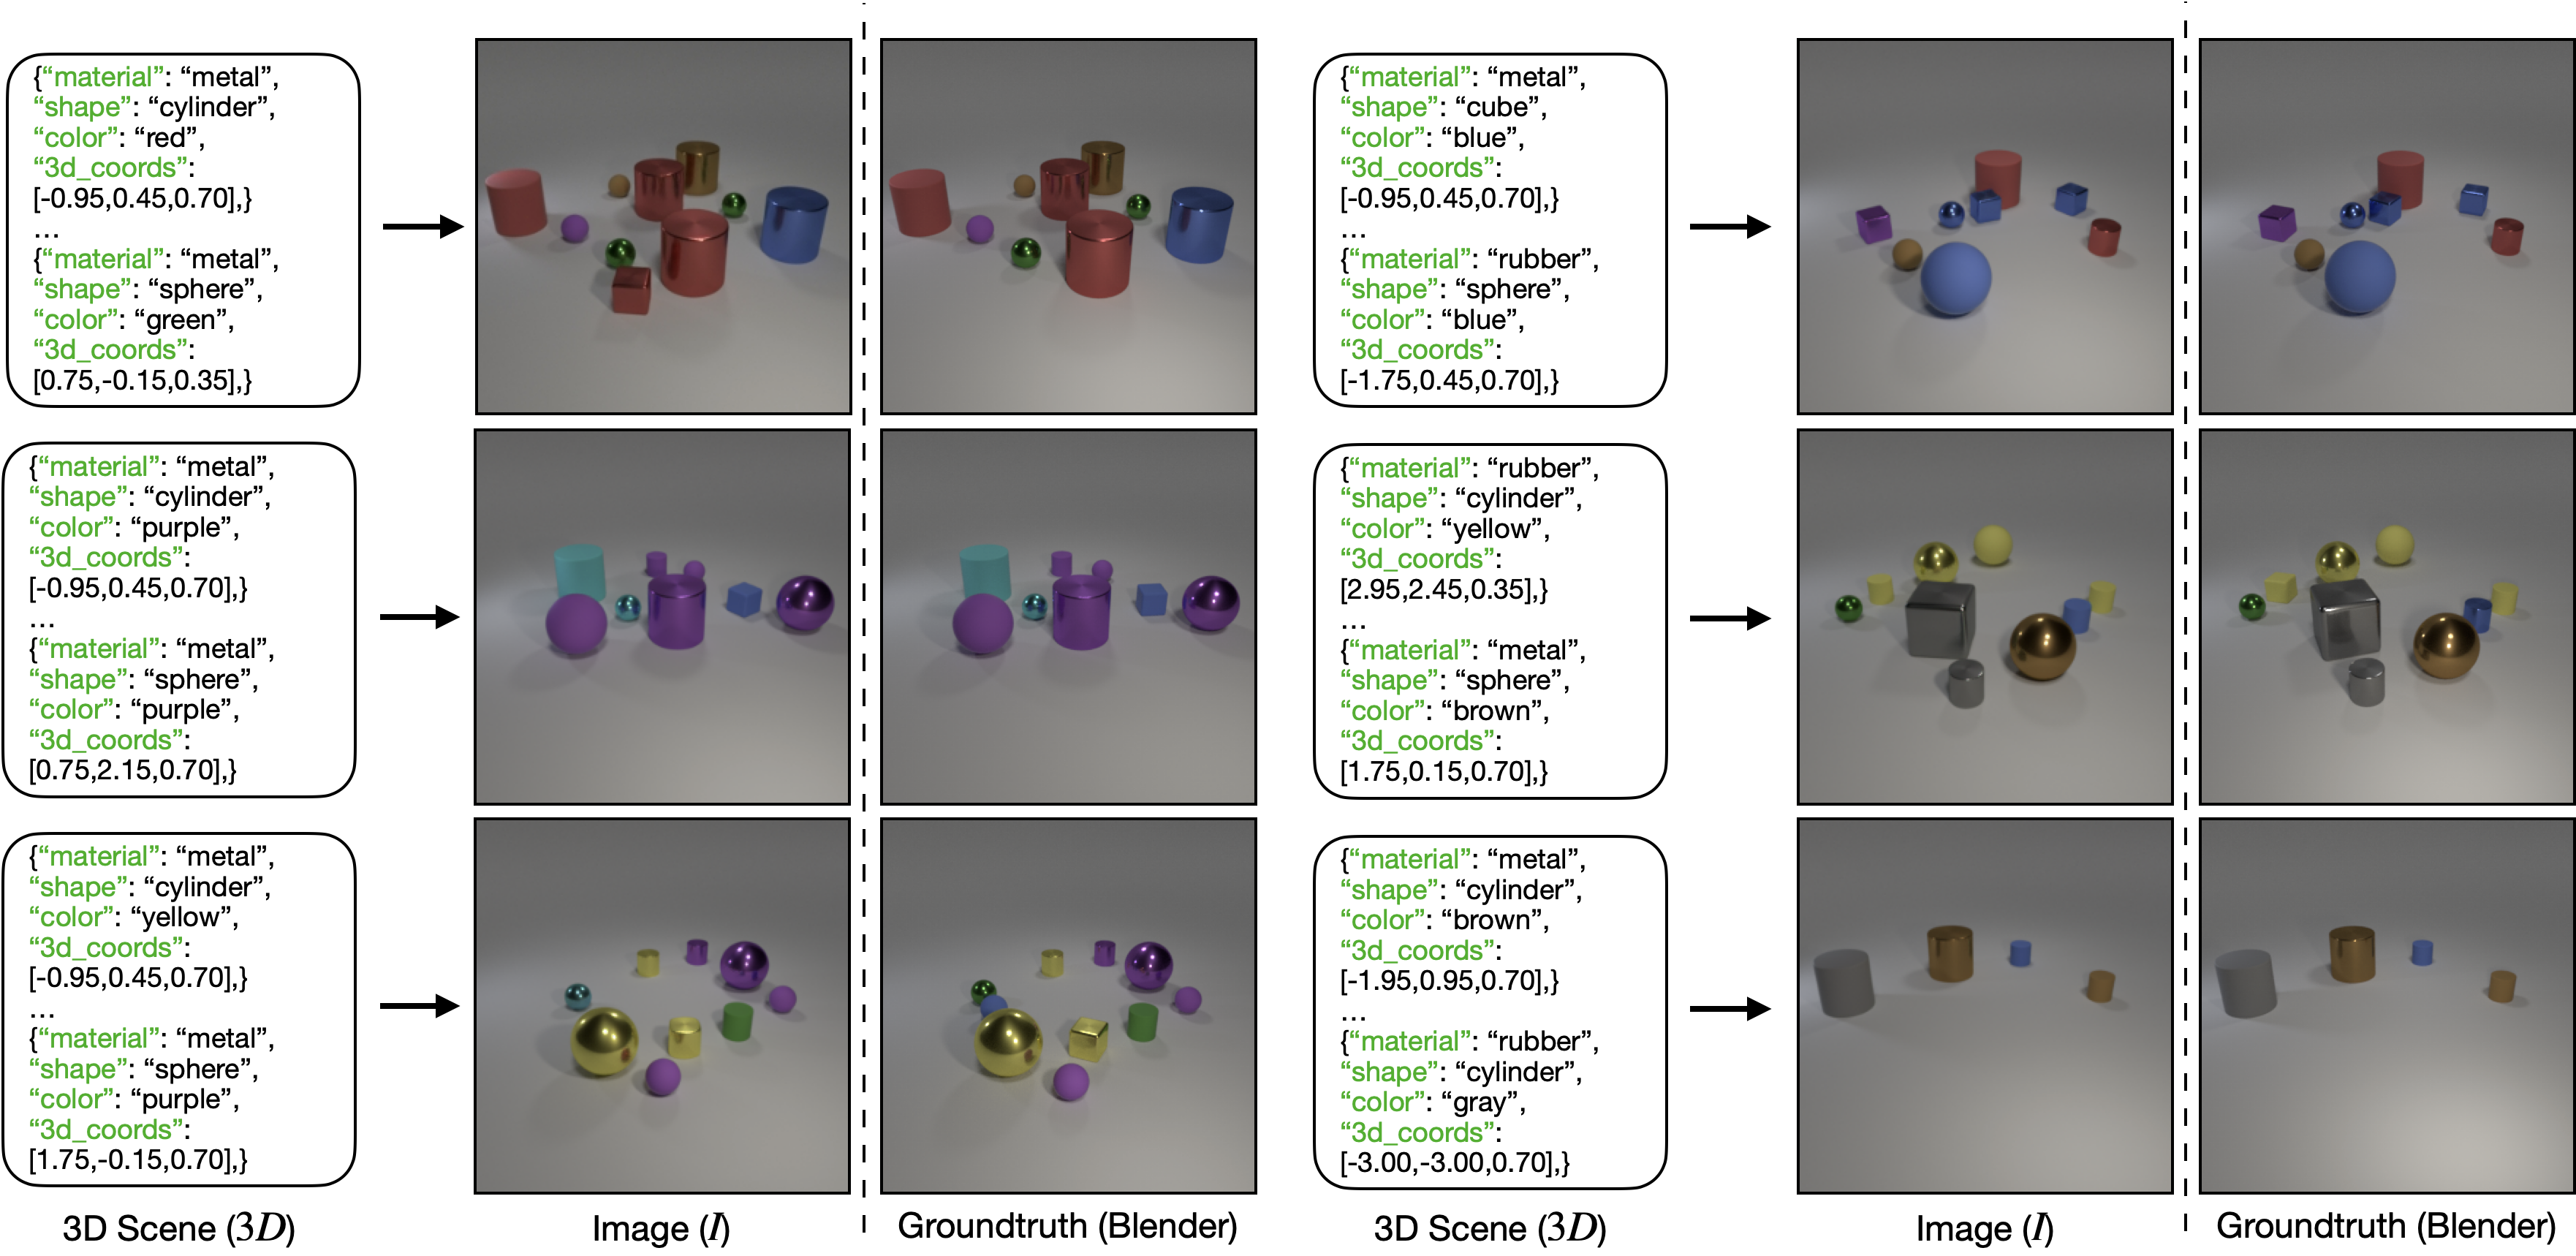 {“material”: “metal”,
“shape”: “cylinder”,
“color”: “red”,
“3d_coords”:
[-0.95,0.45,0.70],}
...
{“material”: “metal”,
“shape”: “sphere”,
“color”: “green”,
“3d_coords”:
[0.75,-0.15,0.35],}
{“material”: “metal”,
“shape”: “cube”,
“color”: “blue”,
“3d_coords”:
[-0.95,0.45,0.70],}
...
{“material”: “rubber”,
“shape”: “sphere”,
“color”: “blue”,
“3d_coords”:
[-1.75,0.45,0.70],}
{“material”: “metal”,
“shape”: “cylinder”,
“color”: “purple”,
“3d_coords”:
[-0.95,0.45,0.70],}
...
{“material”: “metal”,
“shape”: “sphere”,
“color”: “purple”,
“3d_coords”:
[0.75,2.15,0.70],}
{“material”: “rubber”,
“shape”: “cylinder”,
“color”: “yellow”,
“3d_coords”:
[2.95,2.45,0.35],}
...
{“material”: “metal”,
“shape”: “sphere”,
“color”: “brown”,
“3d_coords”:
[1.75,0.15,0.70],}
{“material”: “metal”,
“shape”: “cylinder”,
“color”: “yellow”,
“3d_coords”:
[-0.95,0.45,0.70],}
...
{“material”: “metal”,
“shape”: “sphere”,
“color”: “purple”,
“3d_coords”:
[1.75,-0.15,0.70],}
{“material”: “metal”,
“shape”: “cylinder”,
“color”: “brown”,
“3d_coords”:
[-1.95,0.95,0.70],}
...
{“material”: “rubber”,
“shape”: “cylinder”,
“color”: “gray”,
“3d_coords”:
[-3.00,-3.00,0.70],}
3D Scene (3D)
Image (I)
Groundtruth (Blender)
3D Scene (3D)
Image (I)
Groundtruth (Blender)